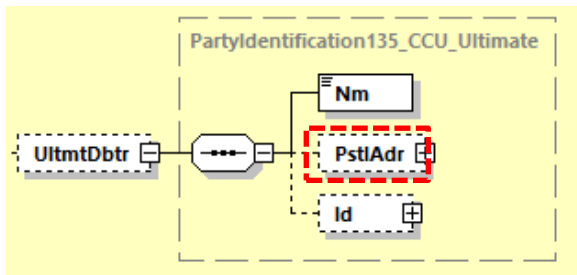 PartyIdentification135_CCU_Ultimate
Nm
UltmtDbtr
PstlAdr
Id